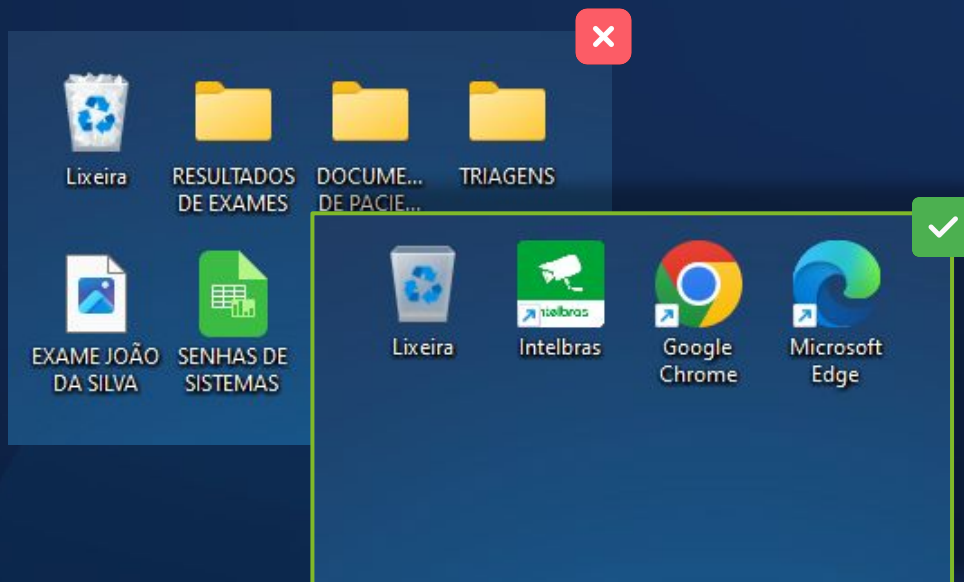 Lixeira
RESULTADOS
DE EXAMES
DOCUME...
DE PACIE...
TRIAGENS
EXAME JOÃO
DA SILVA
SENHAS DE
SISTEMAS
intelbras
Lixeira
Intelbras
Google
Chrome
Microsoft
Edge